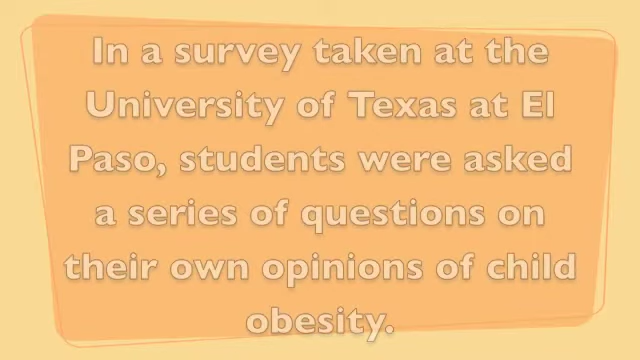 In a survey taken at the
University of Texas at El
Paso, students were asked
a series of questions on
their own opinions of child
obesity.